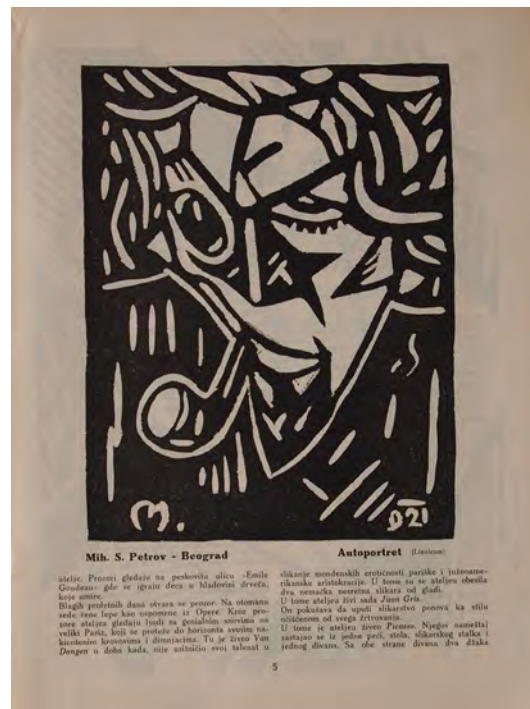 M.
21
Mih. S. Petrov - Beograd
Autoportret (Linoleum)
atelje. Prozori gledaže na peskovitu ulicu »Emile
Goudeau« gde se igraju deca u hladovini drveća,
koje umire.
Blagih proletnih dana otvara se prozor. Na otomanu
sede žene lepe kao uspomene iz Opere. Kroz pro-
zore ateljea gledaju ljudi sa genialnim snovima na
veliki Pariz, koji se proteže do horizonta svojim na-
krovovima i dimnjacima. Tu je živeo Van
Dongen u doba kada, nije uništio svoj talenat u
slikanje mondenskih erotičnosti pariške i južnoame-
rikanske aristokracije. U tome su se ateljeu obesila
dva nemačka nesretna slikara od gladi.
U tome ateljeu živi sada Juan Gris.
On pokušava da uputi slikarstvo ponova ka stilu
očišćenom od svega žrtvovanja.
U tome je ateljeu živeo Picasso. Njegov nameštaj
sastajao se iz jedne peći, stola, slikarskog stalka i
jednog divana. Sa obe strane divana dva džaka
5